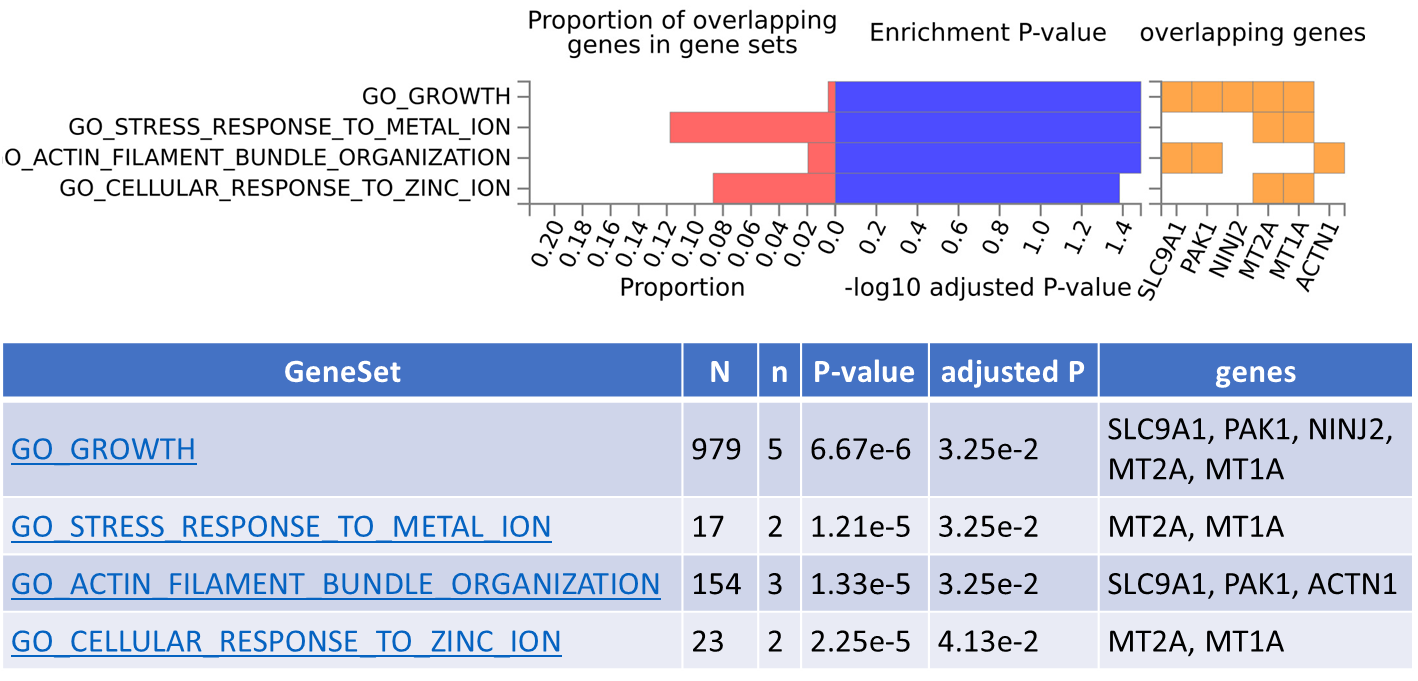 Proportion of overlapping
genes in gene sets
Enrichment P-value
overlapping genes
GO_GROWTH
GO_STRESS_RESPONSE_TO_METAL_ION
O_ACTIN_FILAMENT_BUNDLE_ORGANIZATION
GO_CELLULAR_RESPONSE_TO_ZINC_ION
0.20 0.18 0.16 0.14 0.12 0.10 0.08 0.06 0.04 0.02 0.0 0.2 0.4 0.6 0.8 1.0 1.2 1.4
SLC9A1 PAK1 NINJ2 MT2A MT1A ACTN1
Proportion
-log10 adjusted P-value
GeneSet N n P-value adjusted P genes
GO_GROWTH 979 5 6.67e-6 3.25e-2 SLC9A1, PAK1, NINJ2,
MT2A, MT1A
GO_STRESS_RESPONSE_TO_METAL_ION 17 2 1.21e-5 3.25e-2 MT2A, MT1A
GO_ACTIN_FILAMENT_BUNDLE_ORGANIZATION 154 3 1.33e-5 3.25e-2 SLC9A1, PAK1, ACTN1
GO_CELLULAR_RESPONSE_TO_ZINC_ION 23 2 2.25e-5 4.13e-2 MT2A, MT1A